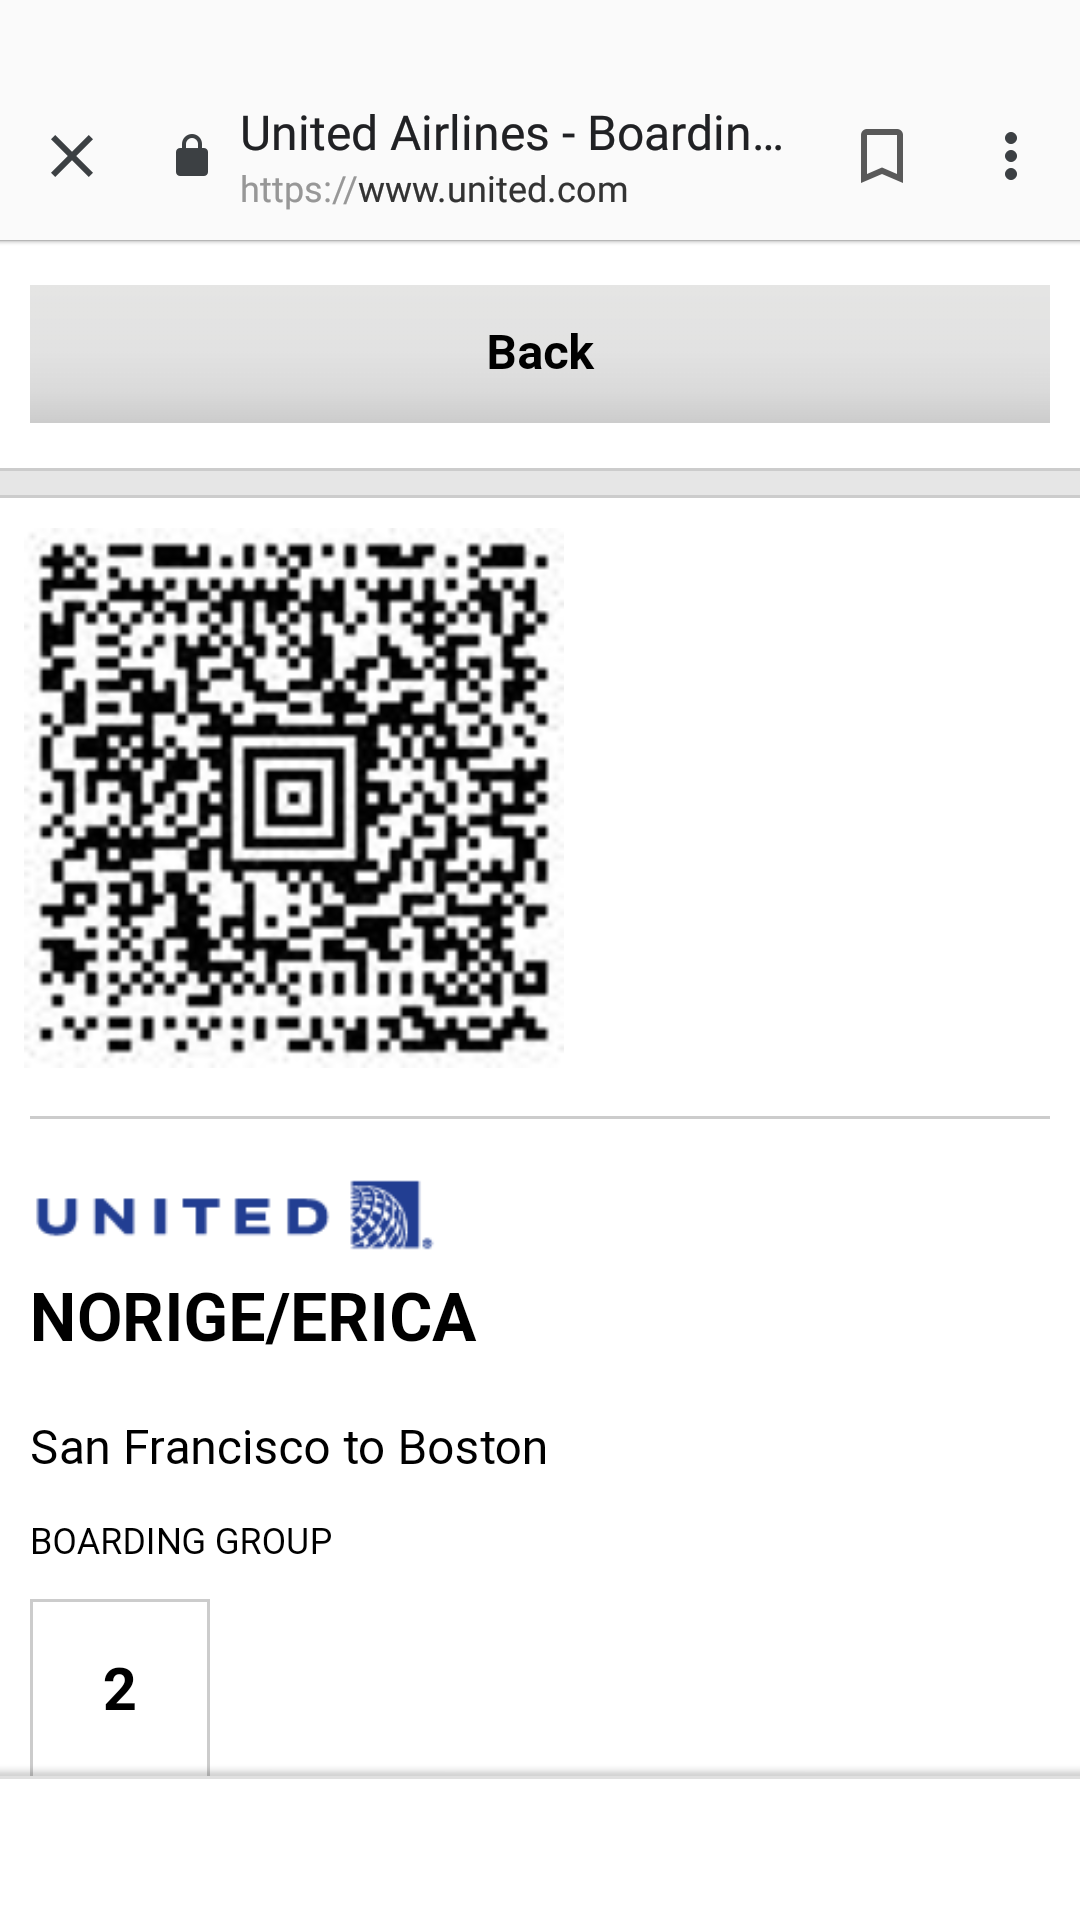 United Airlines - Boardin...
https://www.united.com
Back
UNITED
NORIGE/ERICA
San Francisco to Boston
BOARDING GROUP
2